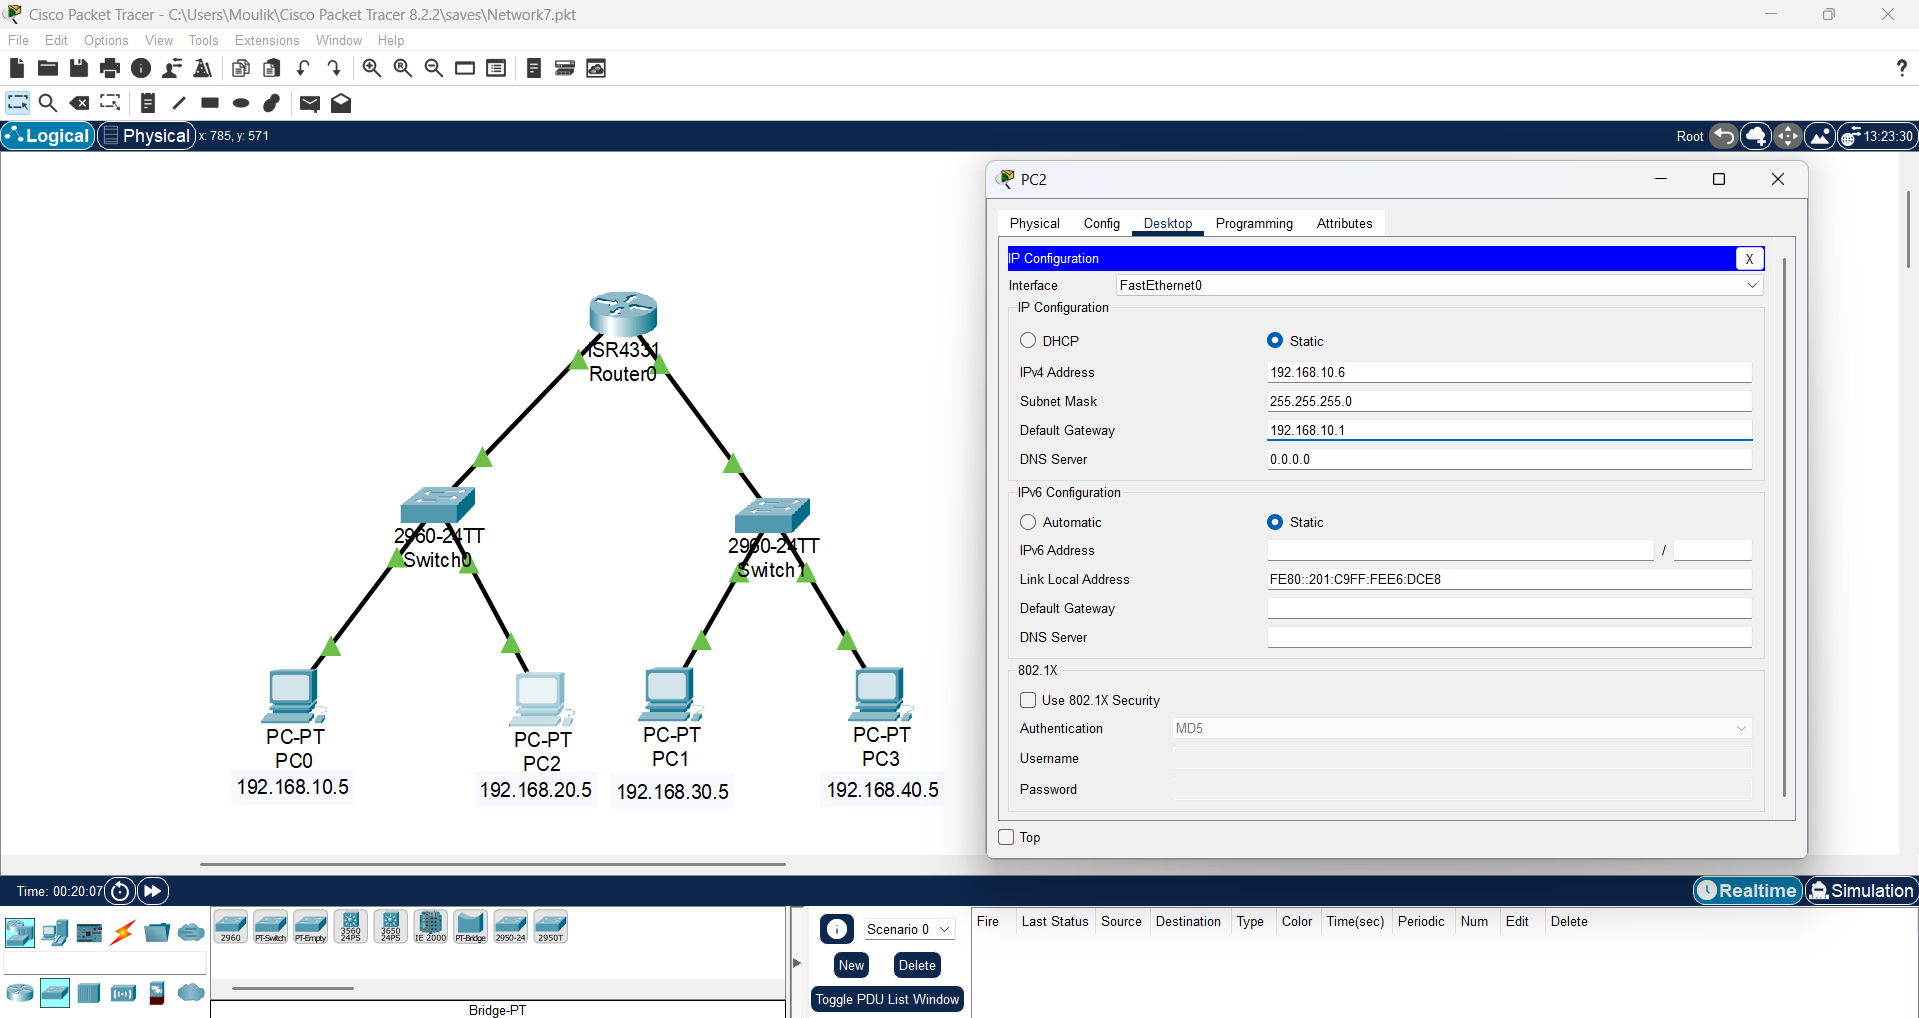 Cisco Packet Tracer - C:\Users\Moulik\Cisco Packet Tracer 8.2.2\saves\Network7.pkt
File Edit Options View Tools Extensions Window Help
?
Logical Physical x: 785, y: 571 Root 13:23:30
PC2
Physical Config Desktop Programming Attributes
IP Configuration X
Interface FastEthernet0
IP Configuration
DHCP Static
IPv4 Address 192.168.10.6
Subnet Mask 255.255.255.0
Default Gateway 192.168.10.1
DNS Server 0.0.0.0
IPv6 Configuration
Automatic Static
IPv6 Address /
Link Local Address FE80::201:C9FF:FEE6:DCE8
Default Gateway
DNS Server
802.1X
Use 802.1X Security
Authentication MD5
Username
Password
Top
ISR4331
Router0
2960-24TT
Switch0
2960-24TT
Switch1
PC-PT
PC0
192.168.10.5
PC-PT
PC2
192.168.20.5
PC-PT
PC1
192.168.30.5
PC-PT
PC3
192.168.40.5
Time: 00:20:07 Realtime Simulation
2960 PT-Switch PT-Empty 3560 24PS 3650 24PS IE 2000 PT-Bridge 2950-24 2950T
Bridge-PT
Scenario 0
New Delete
Toggle PDU List Window
Fire Last Status Source Destination Type Color Time(sec) Periodic Num Edit Delete